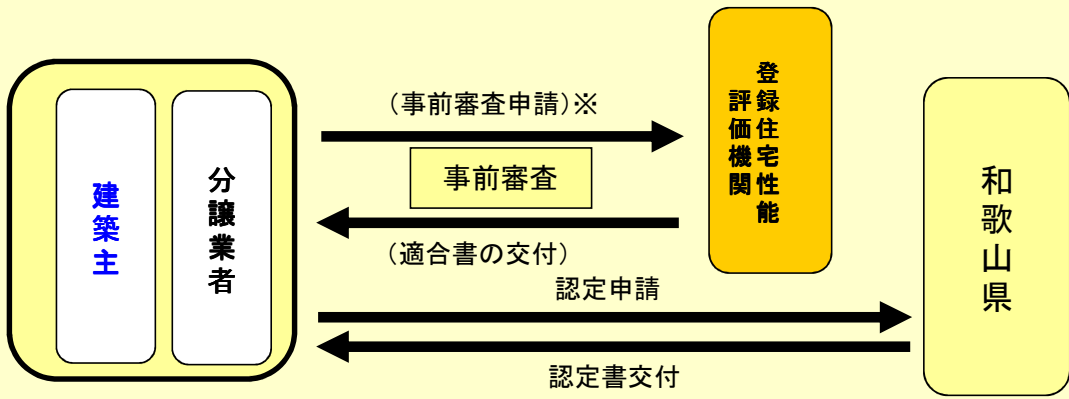 建築主
分譲業者
（事前審査申請）※
事前審査
（適合書の交付）
登録住宅性能
評価機関
認定申請
認定書交付
和歌山県